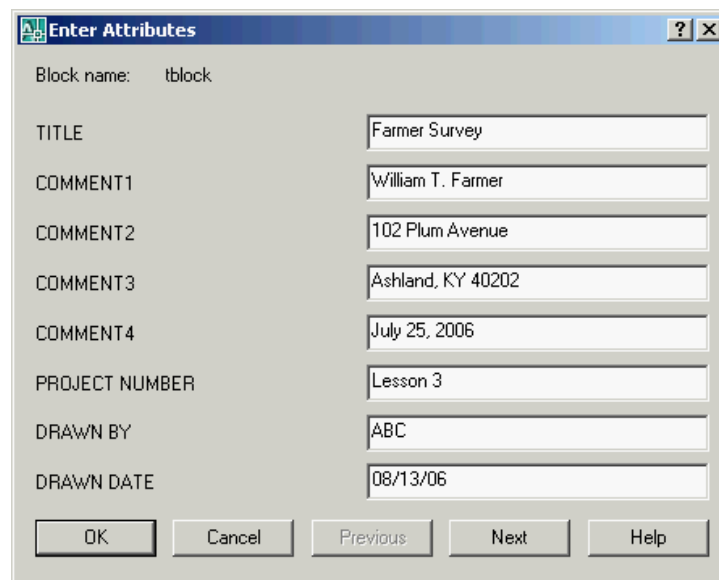 Enter Attributes
Block name: tblock
TITLE Farmer Survey
COMMENT1 William T. Farmer
COMMENT2 102 Plum Avenue
COMMENT3 Ashland, KY 40202
COMMENT4 July 25, 2006
PROJECT NUMBER Lesson 3
DRAWN BY ABC
DRAWN DATE 08/13/06
OK Cancel Previous Next Help